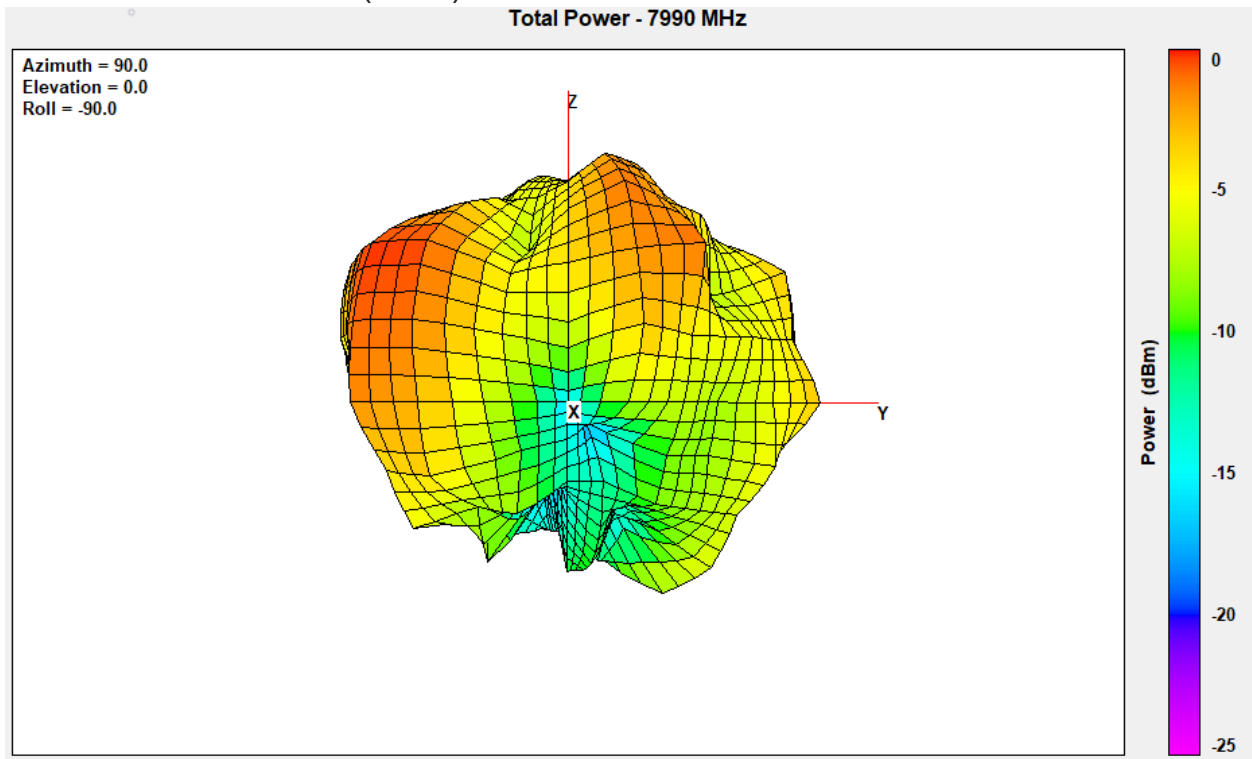 Total Power - 7990 MHz
Azimuth = 90.0
Elevation = 0.0
Roll = -90.0
Z
X
Y
Power (dBm)
0
-5
-10
-15
-20
-25